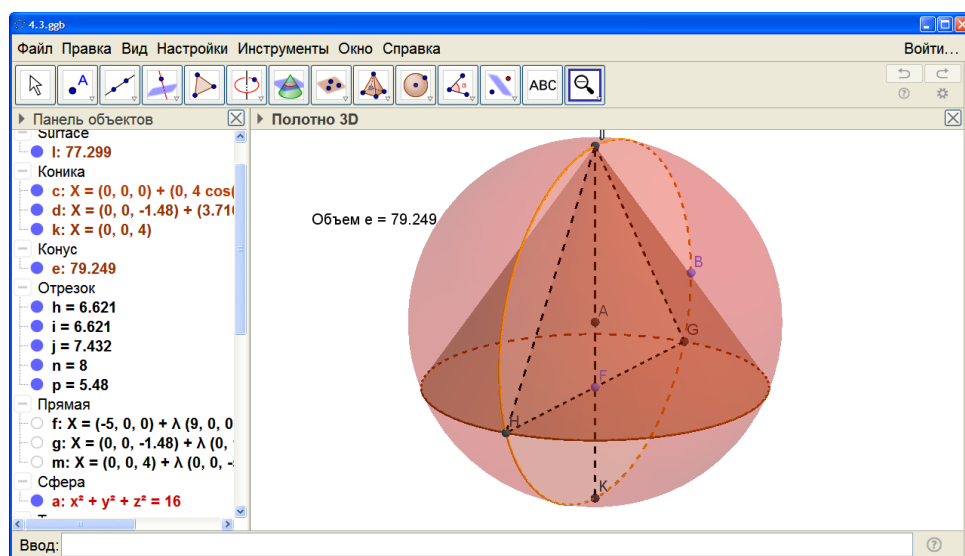 4.3.ggb
Файл Правка Вид Настройки Инструменты Окно Справка
Войти...
A
ABC
Панель объектов
Полотно 3D
Surface
l: 77.299
Коника
c: X = (0, 0, 0) + (0, 4 cos(
d: X = (0, 0, -1.48) + (3.716
k: X = (0, 0, 4)
Конус
e: 79.249
Отрезок
h = 6.621
i = 6.621
j = 7.432
n = 8
p = 5.48
Прямая
f: X = (-5, 0, 0) + λ (9, 0, 0
g: X = (0, 0, -1.48) + λ (0,
m: X = (0, 0, 4) + λ (0, 0, -
Сфера
a: x² + y² + z² = 16
Объем e = 79.249
J
B
A
G
F
H
K
Ввод: